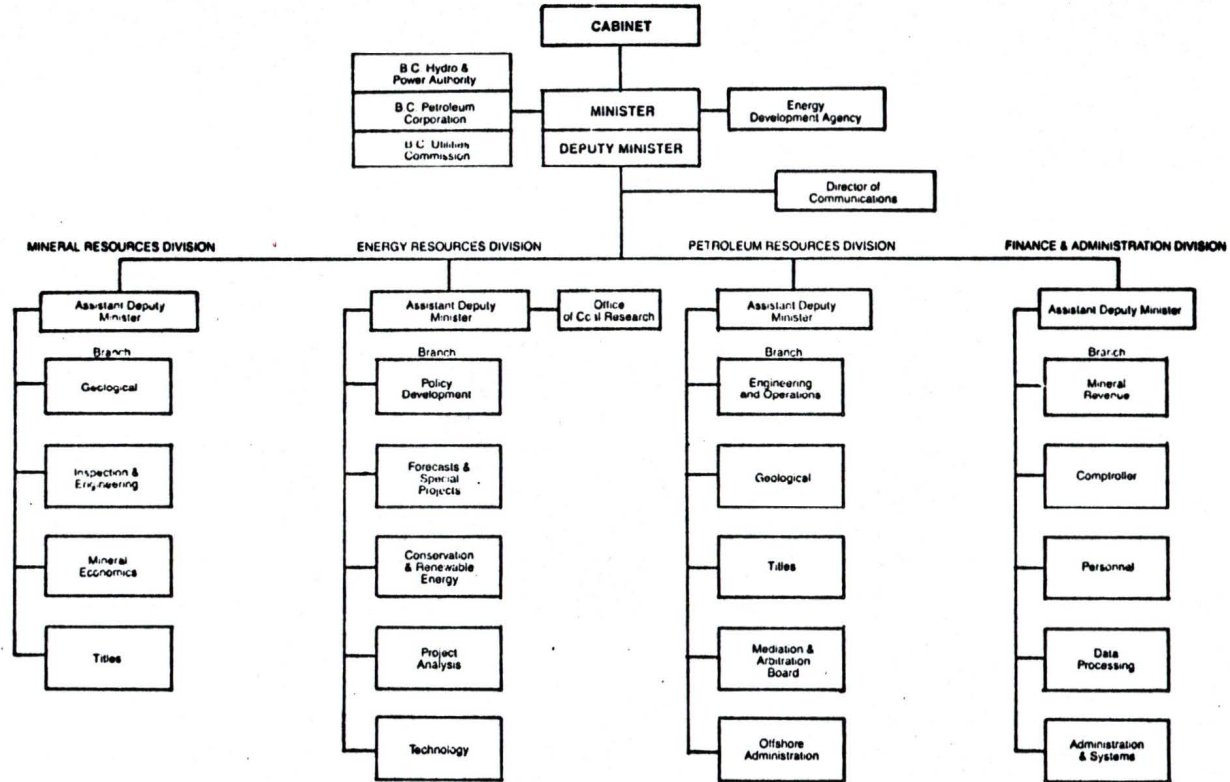 CABINET
B.C. Hydro &
Power Authority
B.C. Petroleum
Corporation
B.C. Utilities
Commission
MINISTER
DEPUTY MINISTER
Energy
Development Agency
Director of
Communications
MINERAL RESOURCES DIVISION
ENERGY RESOURCES DIVISION
PETROLEUM RESOURCES DIVISION
FINANCE & ADMINISTRATION DIVISION
Assistant Deputy
Minister
Branch
Geological
Inspection &
Engineering
Mineral
Economics
Titles
Assistant Deputy
Minister
Office
of Coal Research
Branch
Policy
Development
Forecasts &
Special
Projects
Conservation
& Renewable
Energy
Project
Analysis
Technology
Assistant Deputy
Minister
Branch
Engineering
and Operations
Geological
Titles
Mediation &
Arbitration
Board
Offshore
Administration
Assistant Deputy Minister
Branch
Mineral
Revenue
Comptroller
Personnel
Data
Processing
Administration
& Systems